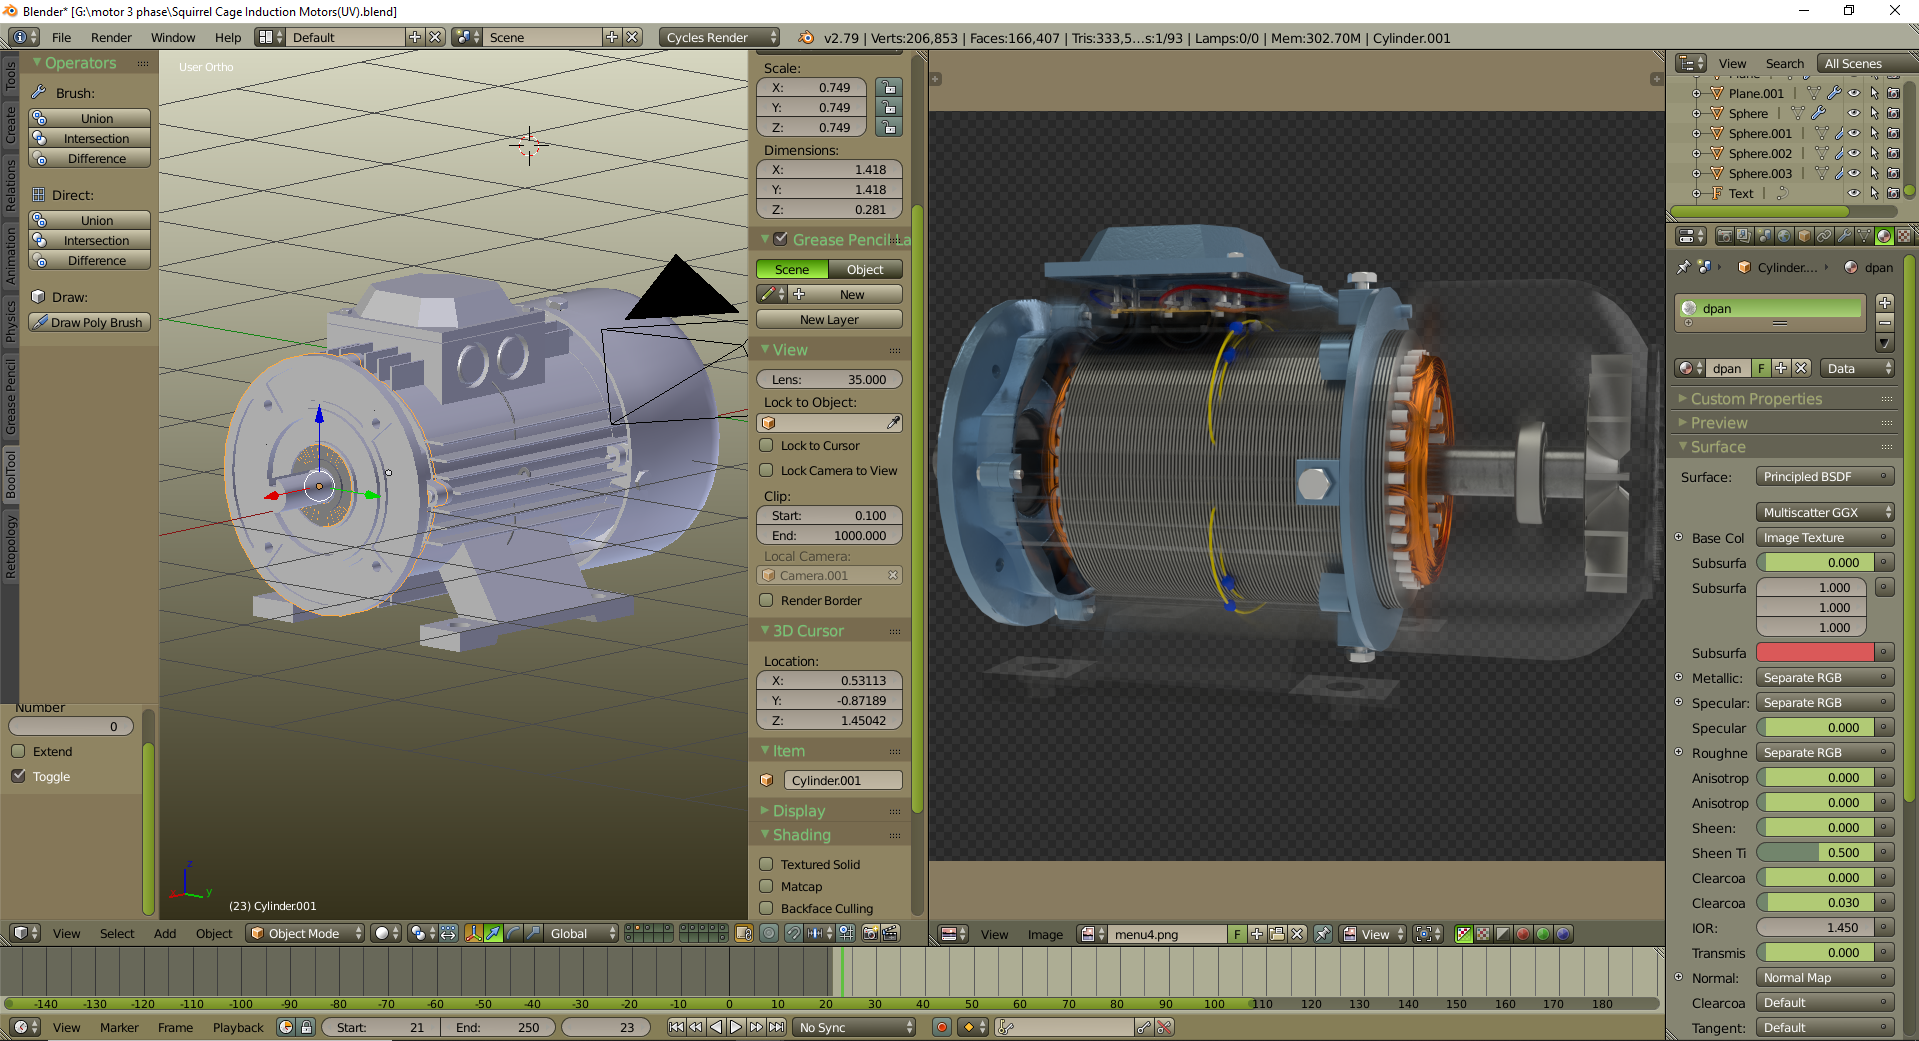 Blender* [G:\motor 3 phase\Squirrel Cage Induction Motors(UV).blend]
File Render Window Help Default Scene Cycles Render v2.79 | Verts:206,853 | Faces:166,407 | Tris:333,5...s:1/93 | Lamps:0/0 | Mem:302.70M | Cylinder.001
Tools
Create
Relations
Animation
Physics
Grease Pencil
BoolTool
Retopology
Operators
Brush:
Union
Intersection
Difference
Direct:
Union
Intersection
Difference
Draw:
Draw Poly Brush
Number
0
Extend
Toggle
User Ortho
z
x y
(23) Cylinder.001
Scale:
X: 0.749
Y: 0.749
Z: 0.749
Dimensions:
X: 1.418
Y: 1.418
Z: 0.281
Grease Pencil La
Scene Object
New
New Layer
View
Lens: 35.000
Lock to Object:
Lock to Cursor
Lock Camera to View
Clip:
Start: 0.100
End: 1000.000
Local Camera:
Camera.001
Render Border
3D Cursor
Location:
X: 0.53113
Y: -0.87189
Z: 1.45042
Item
Cylinder.001
Display
Shading
Textured Solid
Matcap
Backface Culling
View Select Add Object Object Mode Global
View Image menu4.png F View
View Search All Scenes
Plane
Plane.001
Sphere
Sphere.001
Sphere.002
Sphere.003
Text
Cylinder.... dpan
dpan
dpan F Data
Custom Properties
Preview
Surface
Surface: Principled BSDF
Multiscatter GGX
Base Col Image Texture
Subsurfa 0.000
Subsurfa 1.000
1.000
1.000
Subsurfa
Metallic: Separate RGB
Specular: Separate RGB
Specular 0.000
Roughne Separate RGB
Anisotrop 0.000
Anisotrop 0.000
Sheen: 0.000
Sheen Ti 0.500
Clearcoa 0.000
Clearcoa 0.030
IOR: 1.450
Transmis 0.000
Normal: Normal Map
Clearcoa Default
Tangent: Default
-140 -130 -120 -110 -100 -90 -80 -70 -60 -50 -40 -30 -20 -10 0 10 20 30 40 50 60 70 80 90 100 110 120 130 140 150 160 170 180
View Marker Frame Playback Start: 21 End: 250 23 No Sync